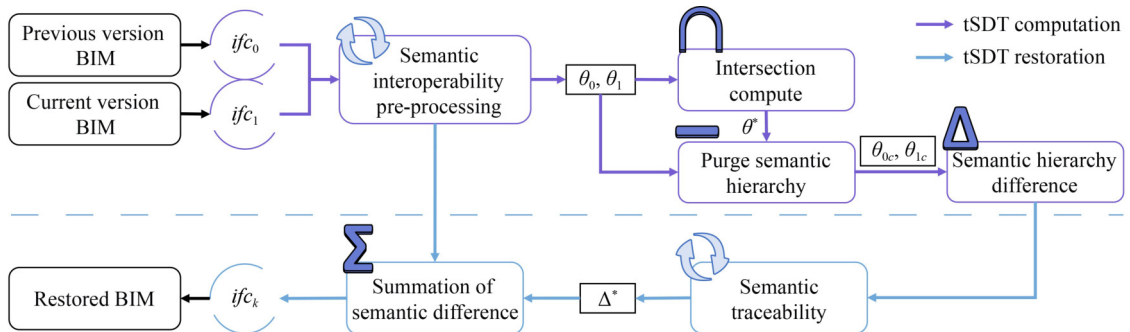 Previous version
BIM
ifc₀
Current version
BIM
ifc₁
Semantic
interoperability
pre-processing
θ₀, θ₁
Intersection
compute
θ*
Purge semantic
hierarchy
θ₀c, θ₁c
Δ
Semantic hierarchy
difference
tSDT computation
tSDT restoration
Restored BIM
ifcₖ
Σ
Summation of
semantic difference
Δ*
Semantic
traceability